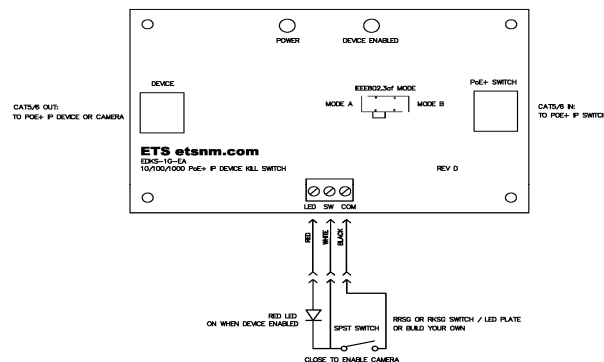 POWER
DEVICE ENABLED
DEVICE
IEEE802.3af MODE
PoE+ SWITCH
MODE A
MODE B
CAT5/6 OUT:
TO POE+ IP DEVICE OR CAMERA
CAT5/6 IN:
TO POE+ IP SWITCH
ETS etsnm.com
EDKS-1G-EA
10/100/1000 PoE+ IP DEVICE KILL SWITCH
REV D
LED SW COM
RED
WHITE
BLACK
RED LED
ON WHEN DEVICE ENABLED
SPST SWITCH
RRSG OR RKSG SWITCH / LED PLATE
OR BUILD YOUR OWN
CLOSE TO ENABLE CAMERA